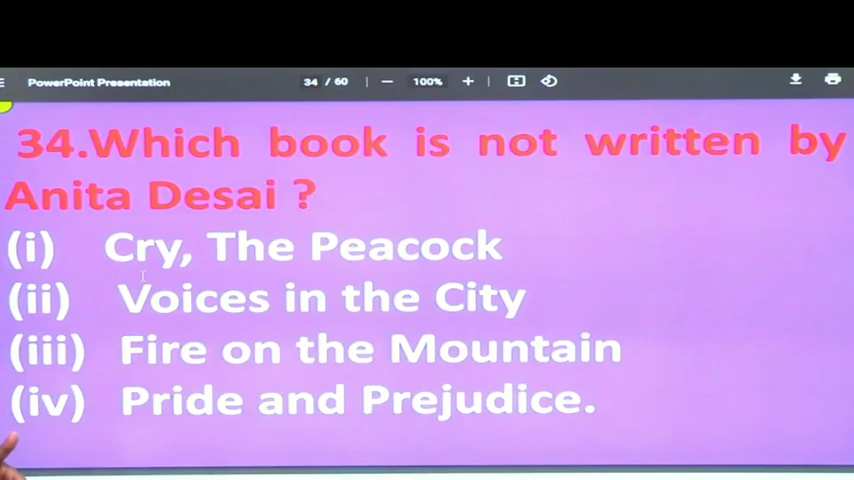 PowerPoint Presentation 34 / 60 100%
34.Which book is not written by
Anita Desai ?
(i) Cry, The Peacock
(ii) Voices in the City
(iii) Fire on the Mountain
(iv) Pride and Prejudice.